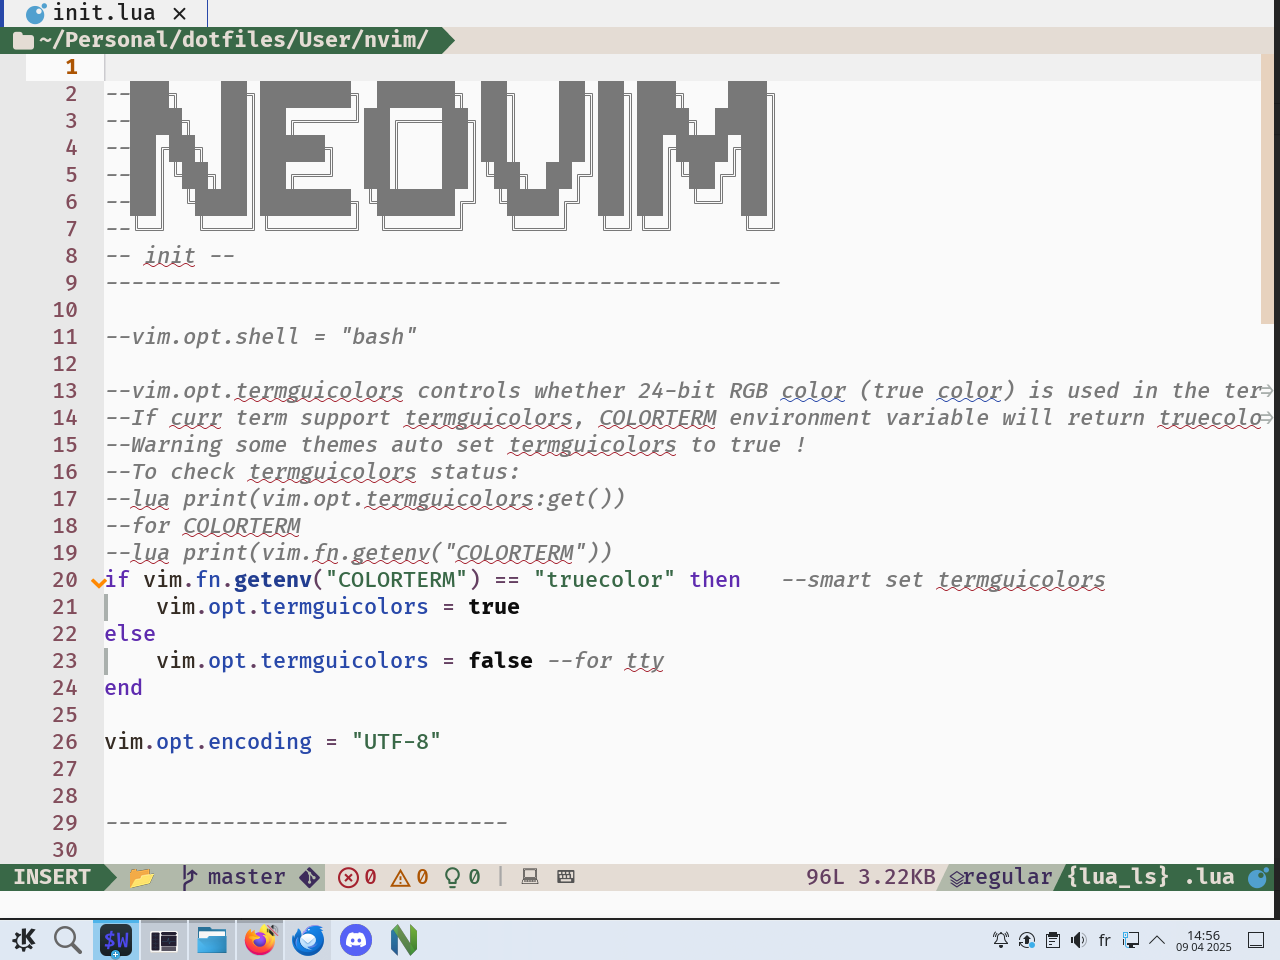 init.lua ×
~/Personal/dotfiles/User/nvim/
1
2 -- NEOVIM
3 --
4 --
5 --
6 --
7 --
8 -- init --
9 ----------------------------------------------------
10
11 --vim.opt.shell = "bash"
12
13 --vim.opt.termguicolors controls whether 24-bit RGB color (true color) is used in the ter
14 --If curr term support termguicolors, COLORTERM environment variable will return truecolo
15 --Warning some themes auto set termguicolors to true !
16 --To check termguicolors status:
17 --lua print(vim.opt.termguicolors:get())
18 --for COLORTERM
19 --lua print(vim.fn.getenv("COLORTERM"))
20 if vim.fn.getenv("COLORTERM") == "truecolor" then --smart set termguicolors
21 vim.opt.termguicolors = true
22 else
23 vim.opt.termguicolors = false --for tty
24 end
25
26 vim.opt.encoding = "UTF-8"
27
28
29 -------------------------------
30
INSERT master 0 0 0 | 96L 3.22KB regular {lua_ls} .lua
$W fr 14:56
09 04 2025